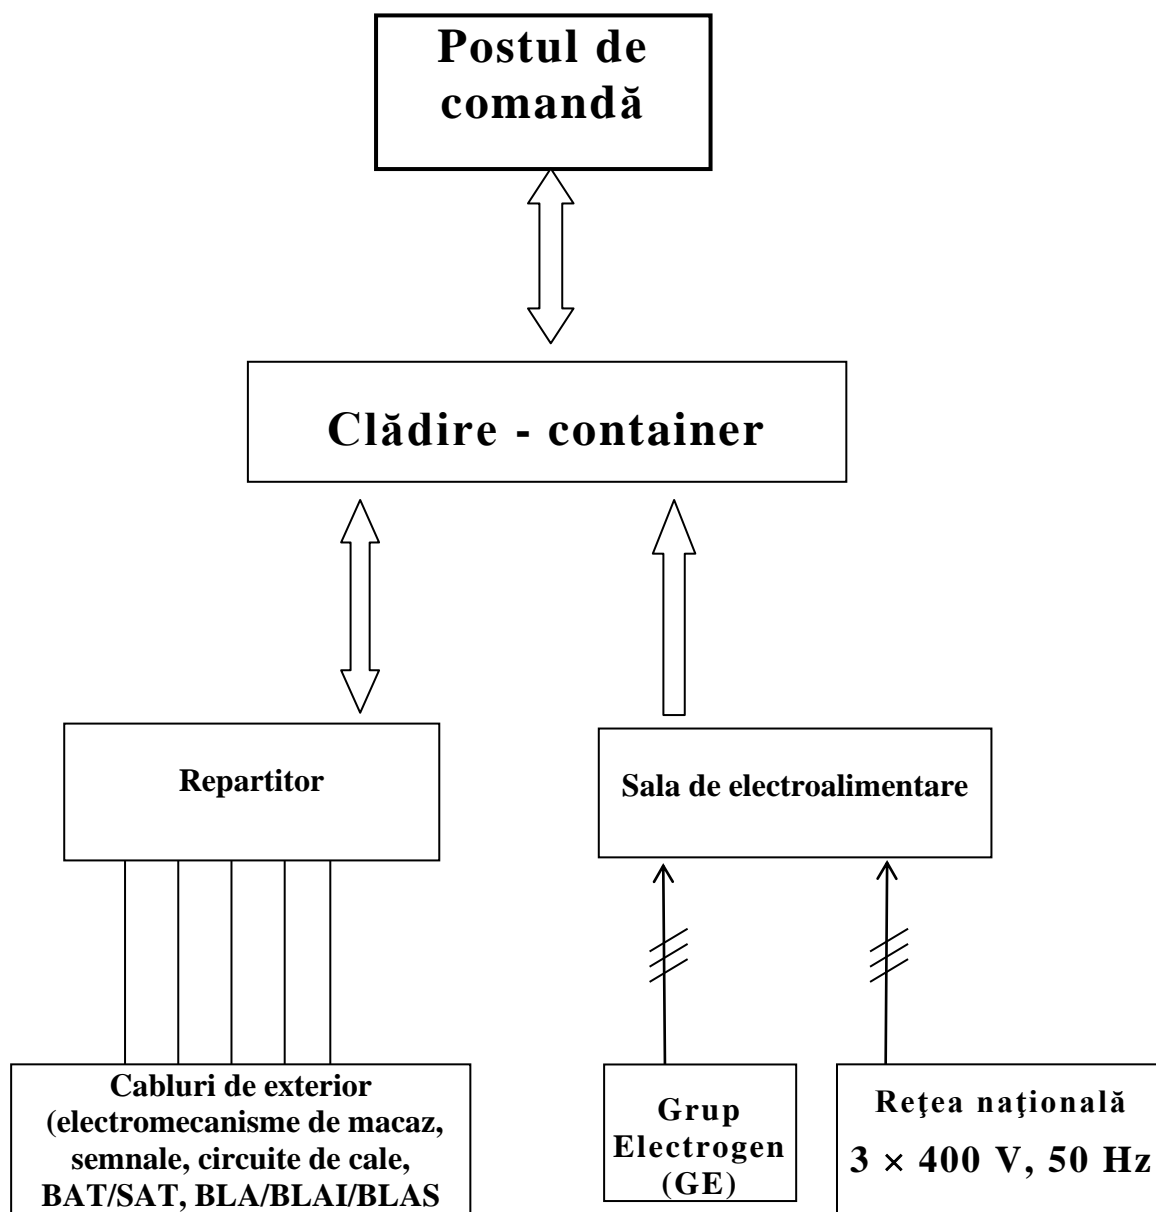 Postul de
comandă
Clădire - container
Repartitor
Sala de electroalimentare
Cabluri de exterior
(electromecanisme de macaz,
semnale, circuite de cale,
BAT/SAT, BLA/BLAI/BLAS
Grup
Electrogen
(GE)
Reţea naţională
3 × 400 V, 50 Hz